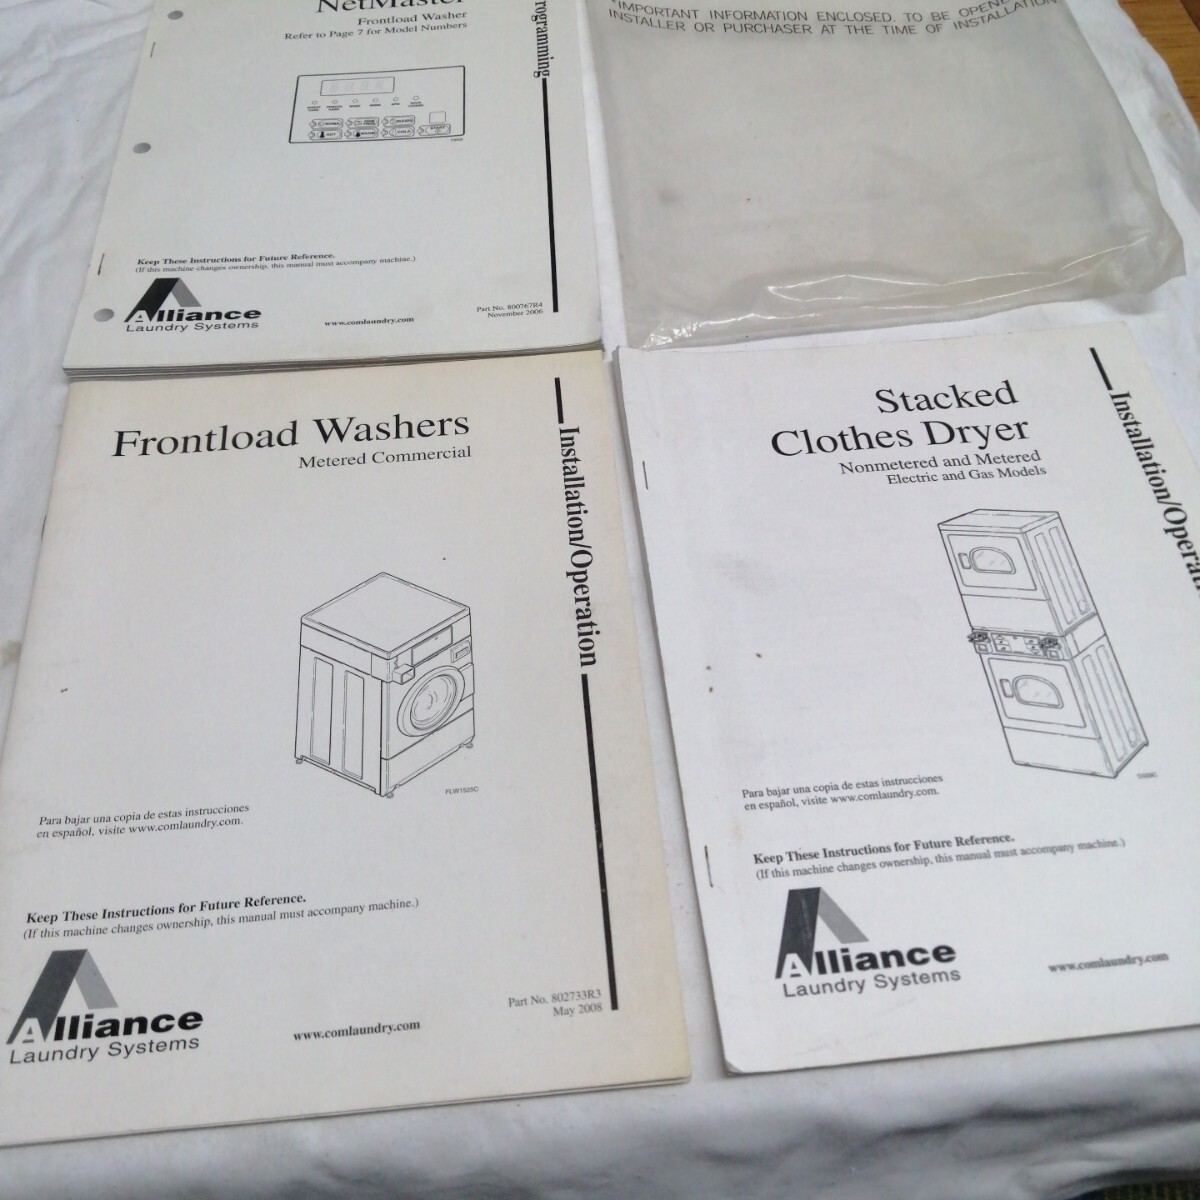 NetMaster
Frontload Washer
Refer to Page 7 for Model Numbers
Programming
Keep These Instructions for Future Reference.
(If this machine changes ownership, this manual must accompany machine.)
Alliance
Laundry Systems
www.comlaundry.com
Part No. 800767R4
November 2006
*IMPORTANT INFORMATION ENCLOSED. TO BE OPENED
INSTALLER OR PURCHASER AT THE TIME OF INSTALLATION
Frontload Washers
Metered Commercial
Installation/Operation
FLW1525C
Para bajar una copia de estas instrucciones
en español, visite www.comlaundry.com.
Keep These Instructions for Future Reference.
(If this machine changes ownership, this manual must accompany machine.)
Alliance
Laundry Systems
www.comlaundry.com
Part No. 802733R3
May 2008
Stacked
Clothes Dryer
Nonmetered and Metered
Electric and Gas Models
Installation/Operati
Para bajar una copia de estas instrucciones
en español, visite www.comlaundry.com.
Keep These Instructions for Future Reference.
(If this machine changes ownership, this manual must accompany machine.)
Alliance
Laundry Systems
www.comlaundry.com